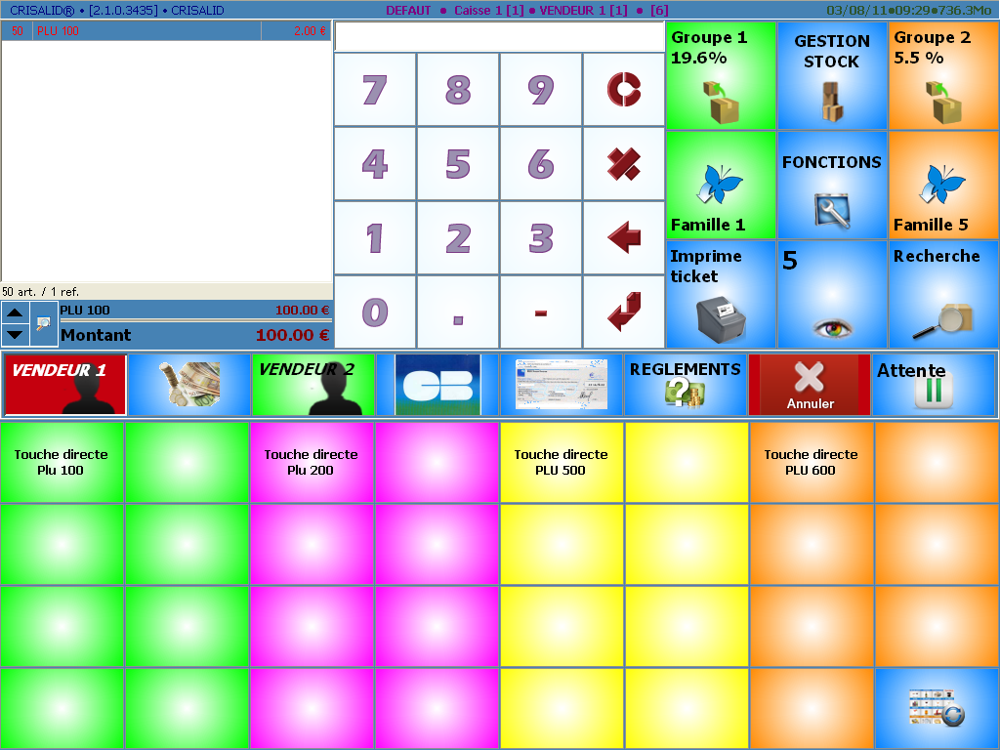 CRISALID® • [2.1.0.3435] • CRISALID
DEFAUT • Caisse 1 [1] • VENDEUR 1 [1] • [6]
03/08/11•09:29•736.3Mo
50 PLU 100 2.00 €
50 art. / 1 ref.
PLU 100 100.00 €
Montant 100.00 €
7 8 9
4 5 6
1 2 3
0 . -
Groupe 1
19.6%
GESTION
STOCK
Groupe 2
5.5 %
Famille 1
FONCTIONS
Famille 5
Imprime
ticket
5
Recherche
VENDEUR 1
VENDEUR 2
CB
REGLEMENTS
?
Annuler
Attente
Touche directe
Plu 100
Touche directe
Plu 200
Touche directe
PLU 500
Touche directe
PLU 600